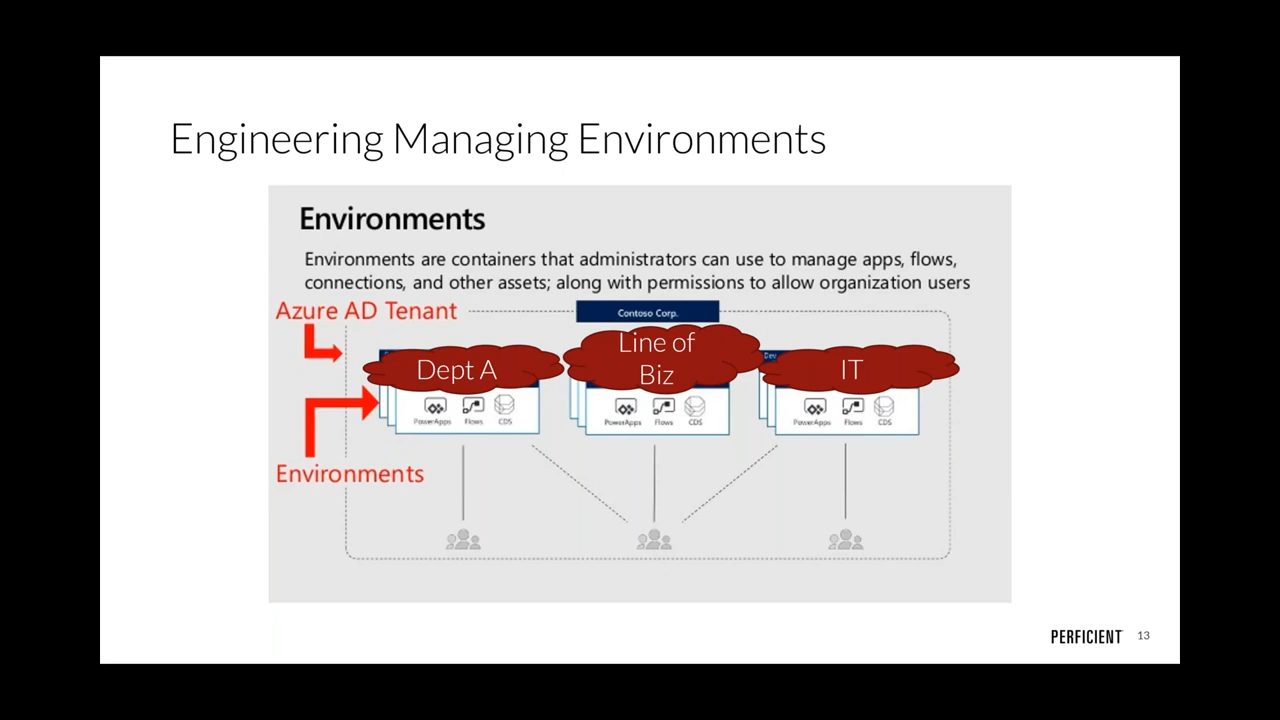 Engineering Managing Environments
Environments
Environments are containers that administrators can use to manage apps, flows,
connections, and other assets; along with permissions to allow organization users
Azure AD Tenant
Contoso Corp.
Dept A
Line of
Biz
Dev
IT
PowerApps Flows CDS
PowerApps Flows CDS
PowerApps Flows CDS
Environments
PERFICIENT 13